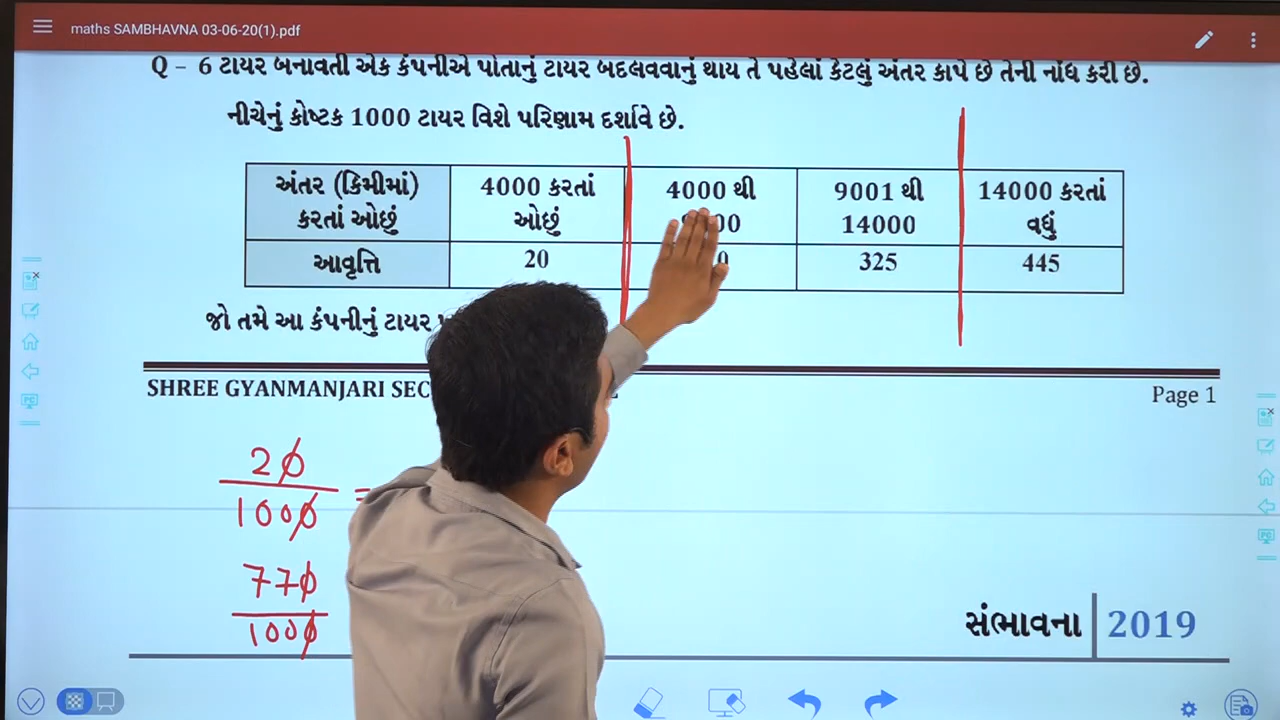 maths SAMBHAVNA 03-06-20(1).pdf
Q – 6 ટાયર બનાવતી એક કંપનીએ પોતાનું ટાયર બદલવવાનું થાય તે પહેલાં કેટલું અંતર કાપે છે તેની નોંધ કરી છે.
નીચેનું કોષ્ટક 1000 ટાયર વિશે પરિણામ દર્શાવે છે.
અંતર (કિમીમાં) 4000 કરતાં 4000 થી 9001 થી 14000 કરતાં
કરતાં ઓછું ઓછું 14000 વધું
આવૃત્તિ 20 325 445
જો તમે આ કંપનીનું ટાયર
SHREE GYANMANJARI Page 1
20
1000 =
770
1000
સંભાવના 2019